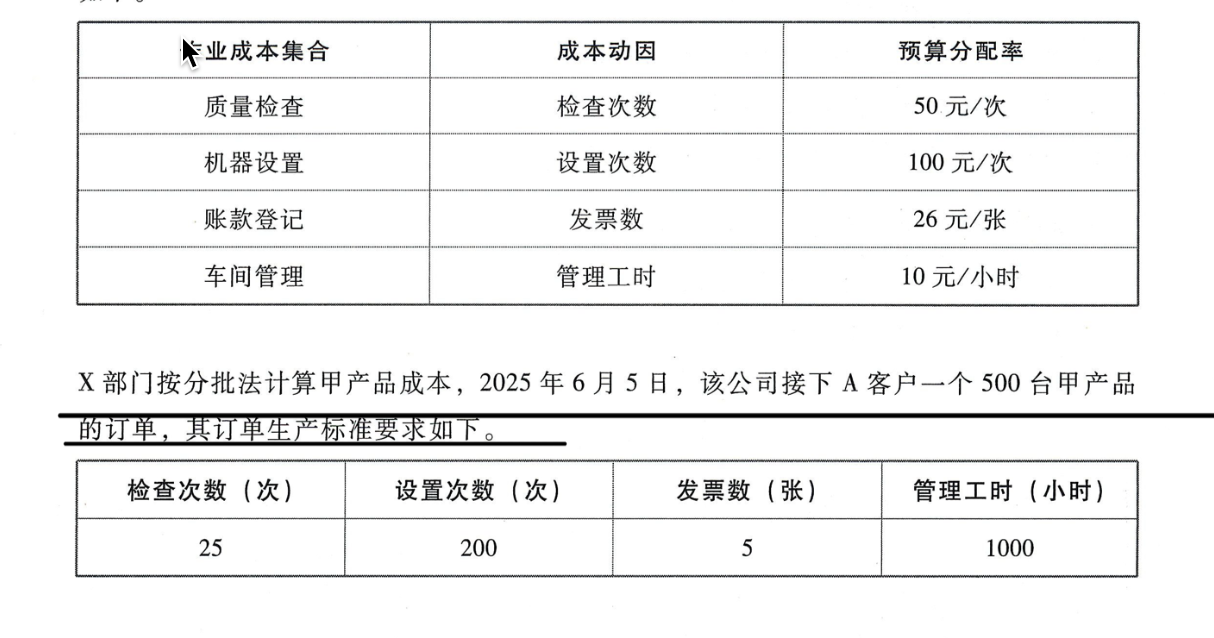 业成本集合 成本动因 预算分配率
质量检查 检查次数 50 元/次
机器设置 设置次数 100 元/次
账款登记 发票数 26 元/张
车间管理 管理工时 10 元/小时
X 部门按分批法计算甲产品成本，2025 年 6 月 5 日，该公司接下 A 客户一个 500 台甲产品
的订单，其订单生产标准要求如下。
检查次数（次） 设置次数（次） 发票数（张） 管理工时（小时）
25 200 5 1000